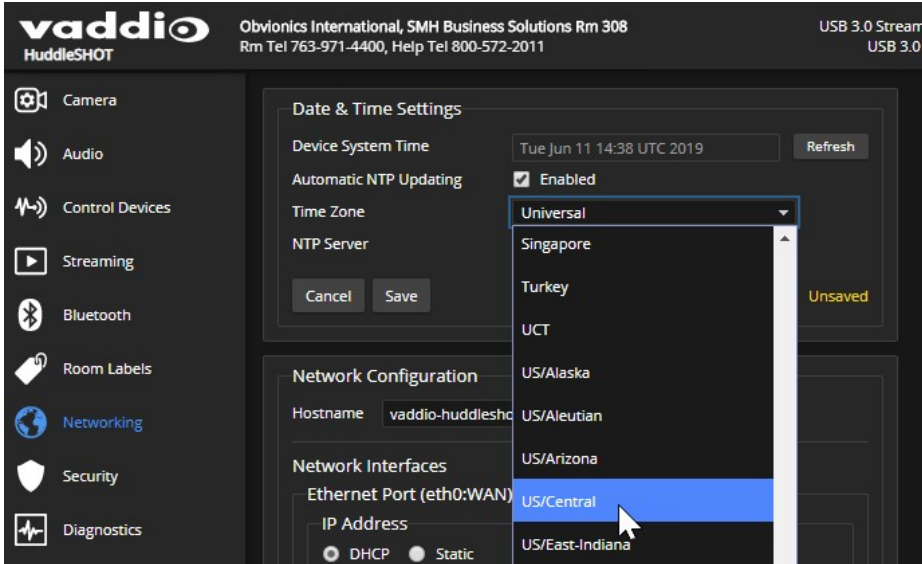 vaddio
HuddleSHOT
Obvionics International, SMH Business Solutions Rm 308
Rm Tel 763-971-4400, Help Tel 800-572-2011
USB 3.0 Stream
USB 3.0
Camera
Audio
Control Devices
Streaming
Bluetooth
Room Labels
Networking
Security
Diagnostics
Date & Time Settings
Device System Time
Tue Jun 11 14:38 UTC 2019
Refresh
Automatic NTP Updating
Enabled
Time Zone
Universal
NTP Server
Singapore
Turkey
UCT
US/Alaska
US/Aleutian
US/Arizona
US/Central
US/East-Indiana
Cancel
Save
Unsaved
Network Configuration
Hostname
vaddio-huddlesho
Network Interfaces
Ethernet Port (eth0:WAN)
IP Address
DHCP
Static